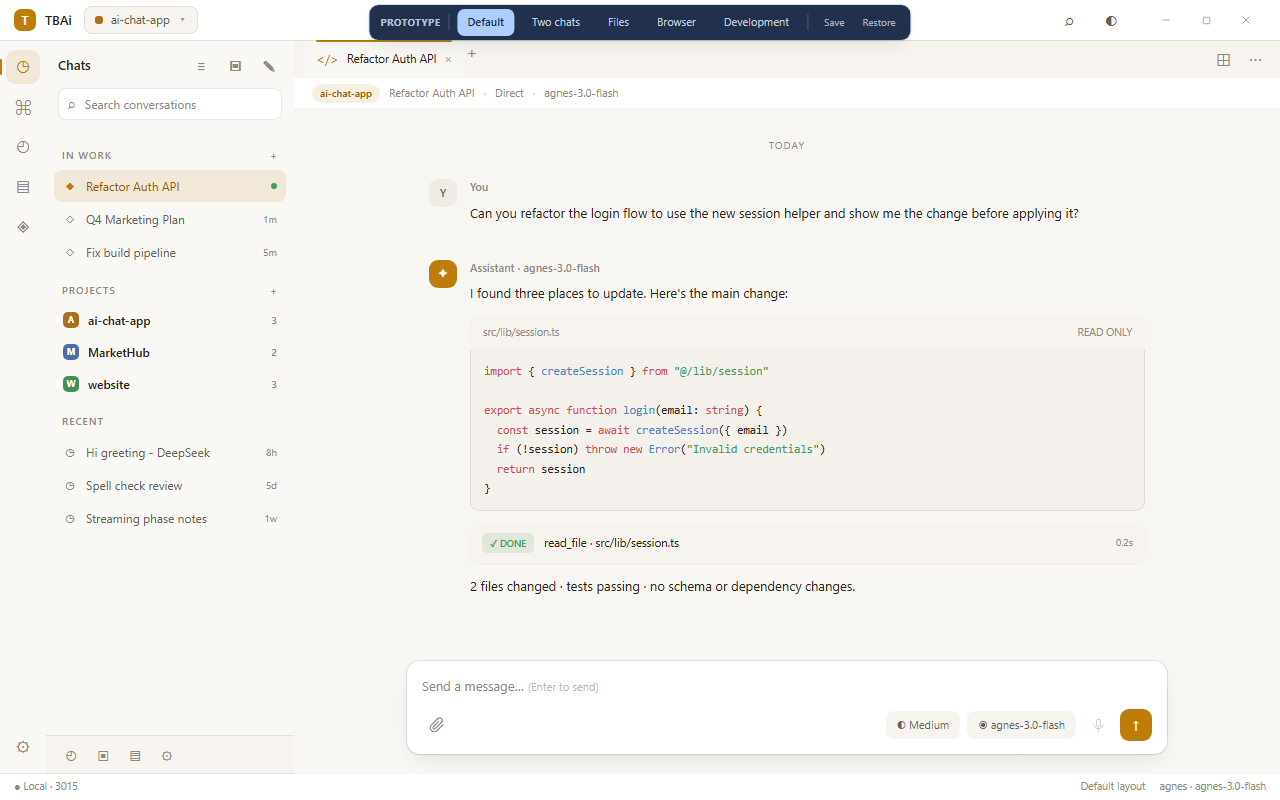 T TBAi ai-chat-app
PROTOTYPE Default Two chats Files Browser Development Save Restore
Chats
Search conversations
IN WORK +
Refactor Auth API
Q4 Marketing Plan 1m
Fix build pipeline 5m
PROJECTS +
A ai-chat-app 3
M MarketHub 2
W website 3
RECENT
Hi greeting - DeepSeek 8h
Spell check review 5d
Streaming phase notes 1w
</> Refactor Auth API × +
ai-chat-app Refactor Auth API · Direct · agnes-3.0-flash
TODAY
Y You
Can you refactor the login flow to use the new session helper and show me the change before applying it?
Assistant · agnes-3.0-flash
I found three places to update. Here's the main change:
src/lib/session.ts READ ONLY
import { createSession } from "@/lib/session"
export async function login(email: string) {
const session = await createSession({ email })
if (!session) throw new Error("Invalid credentials")
return session
}
✓ DONE read_file · src/lib/session.ts 0.2s
2 files changed · tests passing · no schema or dependency changes.
Send a message... (Enter to send)
Medium agnes-3.0-flash
Local · 3015
Default layout agnes · agnes-3.0-flash